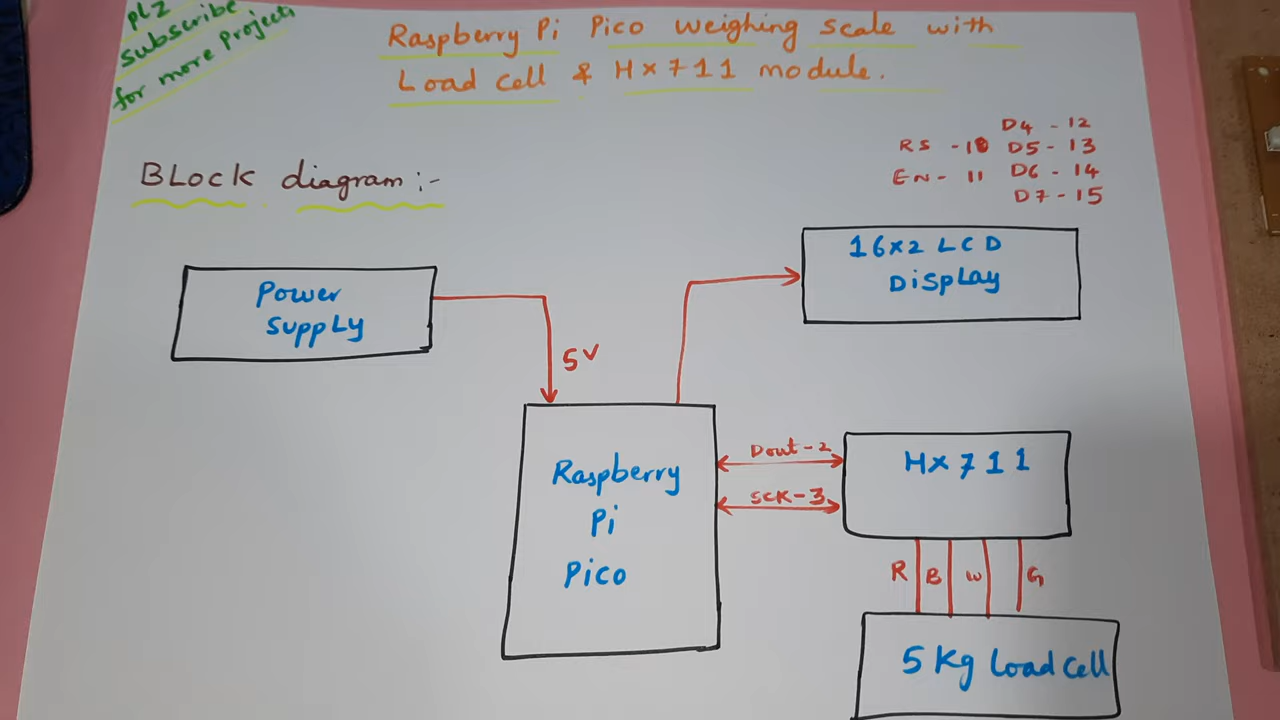 plz
subscribe
for more projects
Raspberry Pi Pico weighing scale with
Load cell & Hx711 module.
Block diagram:-
RS - 10
EN - 11
D4 - 12
D5 - 13
D6 - 14
D7 - 15
Power
supply
5V
16x2 LCD
Display
Raspberry
Pi
Pico
Dout-2
SCK-3
Hx711
R B W G
5kg Load cell